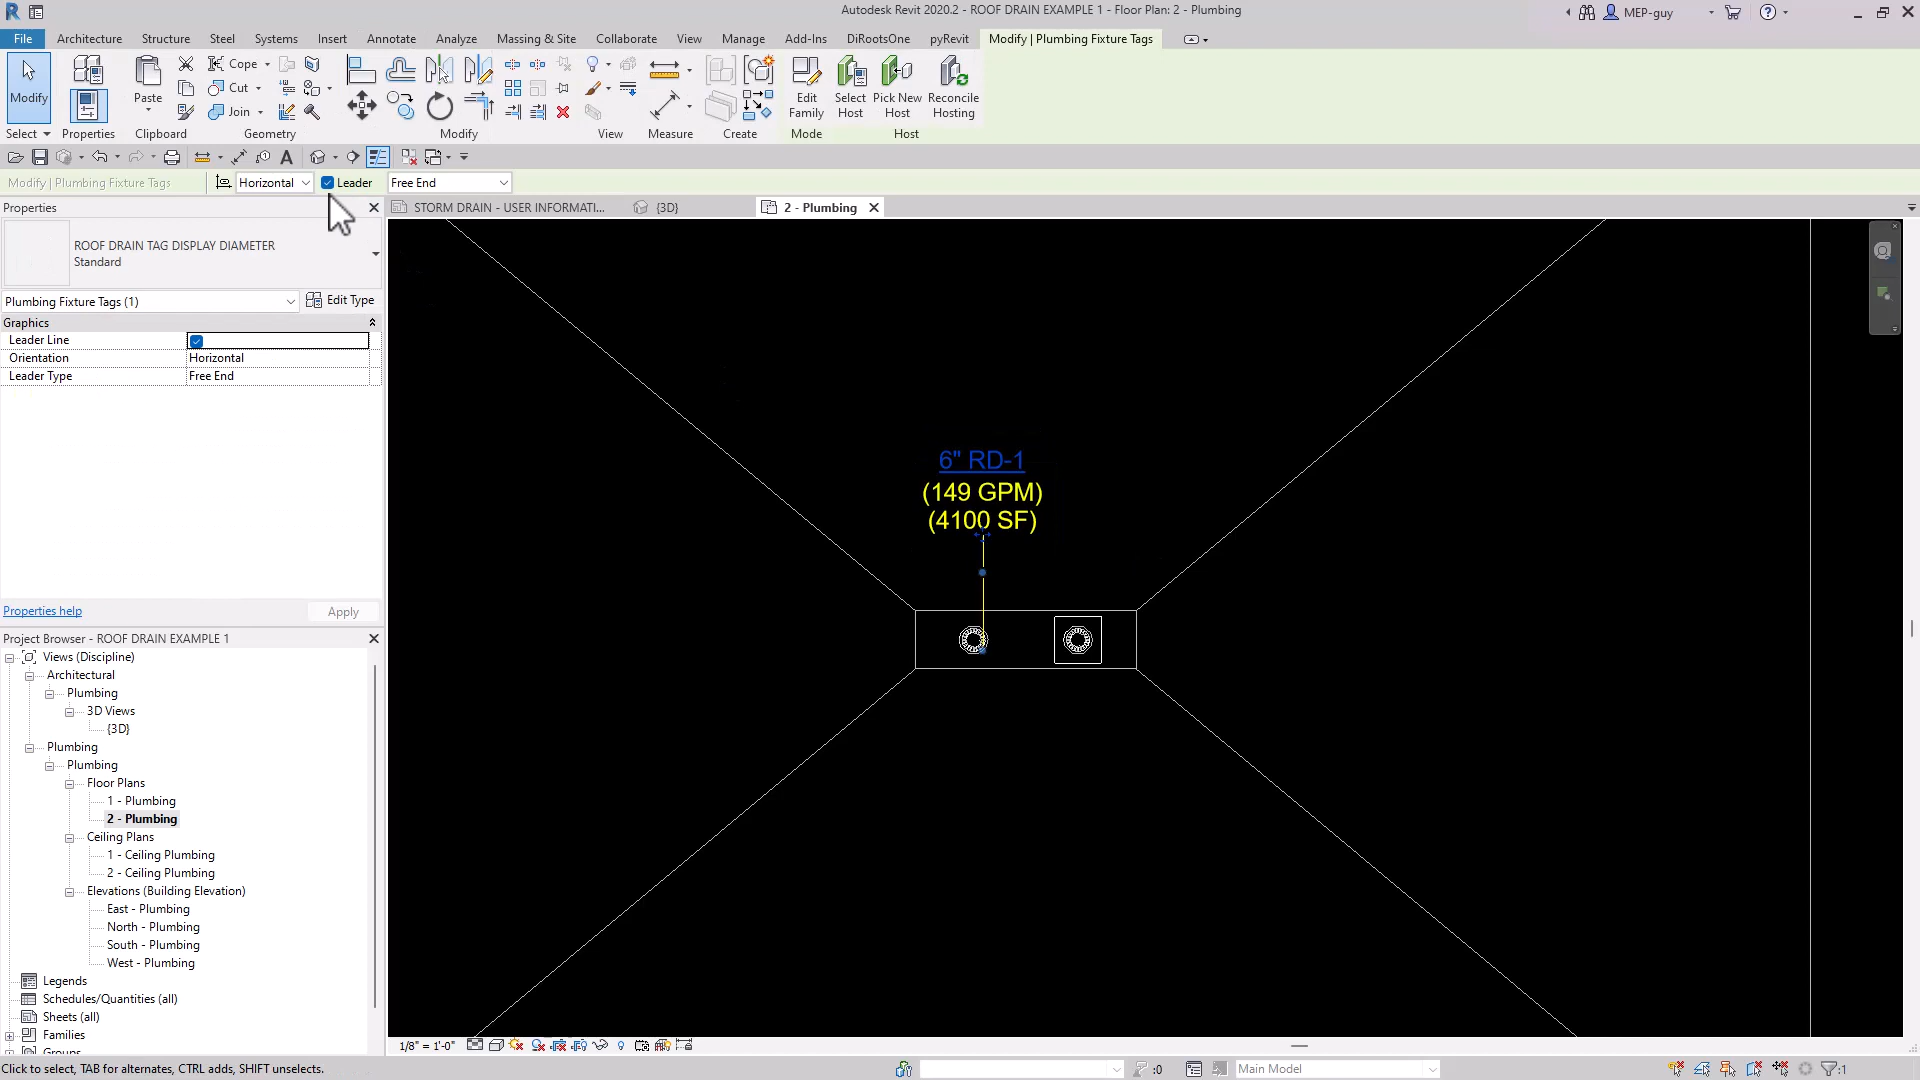 Autodesk Revit 2020.2 - ROOF DRAIN EXAMPLE 1 - Floor Plan: 2 - Plumbing
MEP-guy
File Architecture Structure Steel Systems Insert Annotate Analyze Massing & Site Collaborate View Manage Add-Ins DiRootsOne pyRevit Modify | Plumbing Fixture Tags
Cope
Cut
Join
Modify
Paste
Edit Family
Select Host
Pick New Host
Reconcile Hosting
Select Properties Clipboard Geometry Modify View Measure Create Mode Host
Modify | Plumbing Fixture Tags Horizontal Leader Free End
Properties
STORM DRAIN - USER INFORMATI... {3D} 2 - Plumbing
ROOF DRAIN TAG DISPLAY DIAMETER
Standard
Plumbing Fixture Tags (1) Edit Type
Graphics
Leader Line
Orientation Horizontal
Leader Type Free End
6" RD-1
(149 GPM)
(4100 SF)
Properties help Apply
Project Browser - ROOF DRAIN EXAMPLE 1
Views (Discipline)
Architectural
Plumbing
3D Views
{3D}
Plumbing
Plumbing
Floor Plans
1 - Plumbing
2 - Plumbing
Ceiling Plans
1 - Ceiling Plumbing
2 - Ceiling Plumbing
Elevations (Building Elevation)
East - Plumbing
North - Plumbing
South - Plumbing
West - Plumbing
Legends
Schedules/Quantities (all)
Sheets (all)
Families
Groups
1/8" = 1'-0"
Click to select, TAB for alternates, CTRL adds, SHIFT unselects.
:0
Main Model
:1